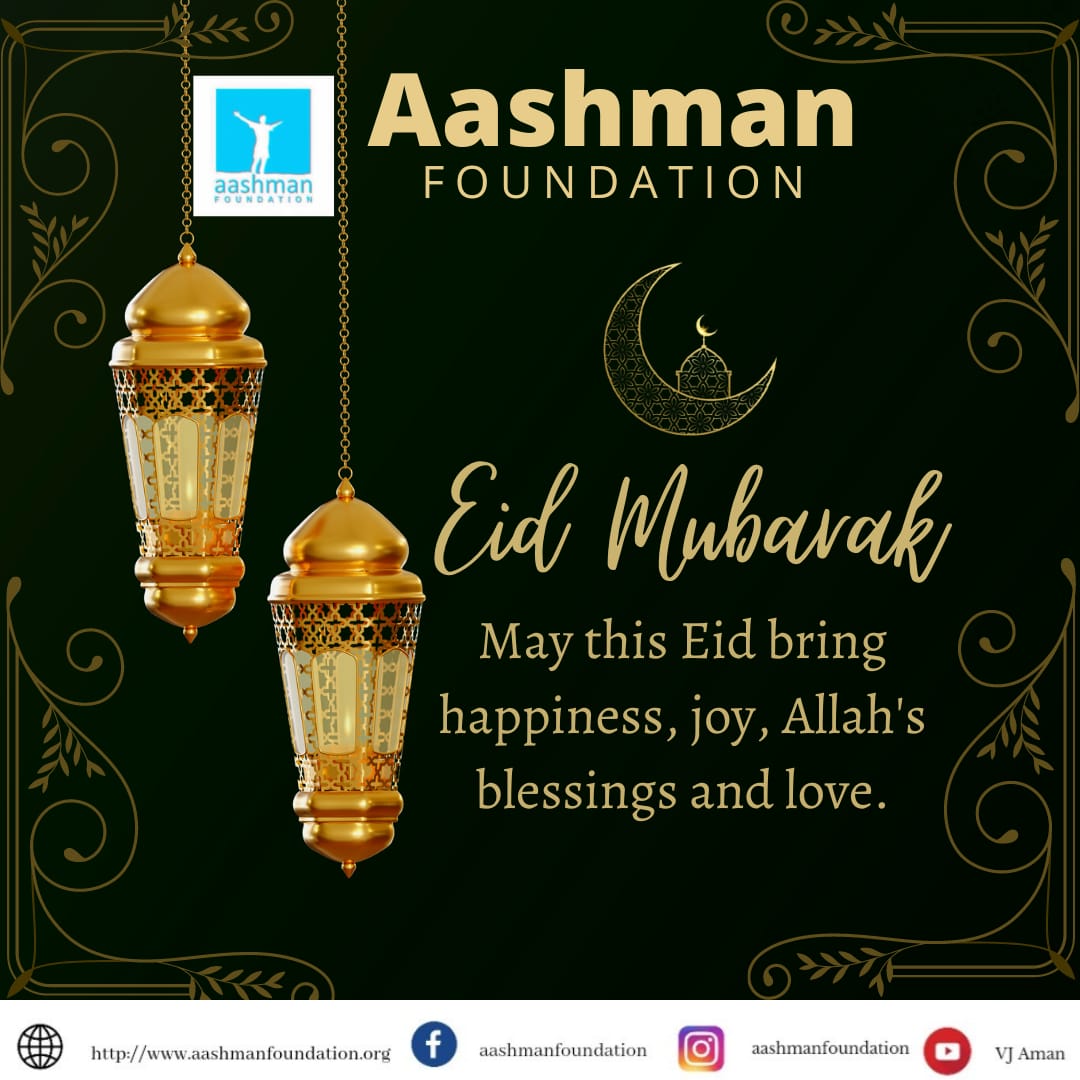 aashman
FOUNDATION
Aashman
FOUNDATION
Eid Mubarak
May this Eid bring
happiness, joy, Allah's
blessings and love.
http://www.aashmanfoundation.org aashmanfoundation aashmanfoundation VJ Aman